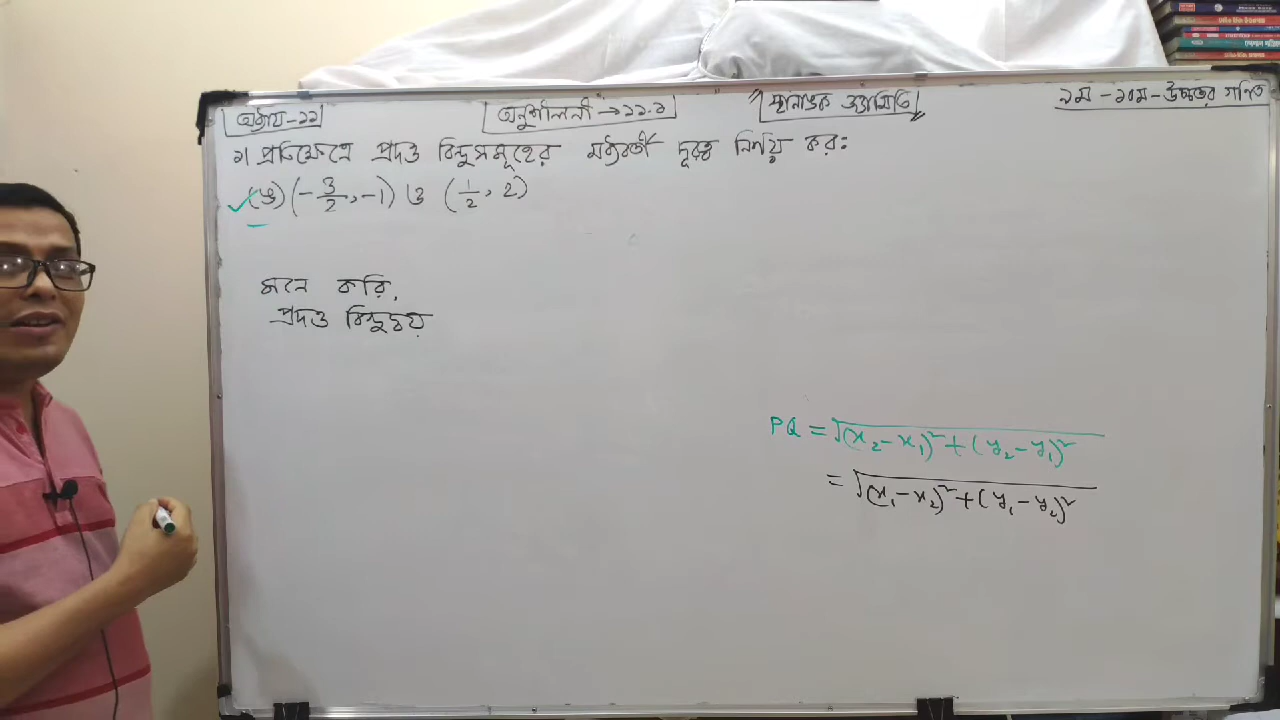 অধ্যায়-১১
অনুশীলনী→১১.১
স্থানাঙ্ক জ্যামিতি
৯ম-১০ম-উচ্চতর গণিত
১। প্রতিক্ষেত্রে প্রদত্ত বিন্দুসমূহের মধ্যবর্তী দূরত্ব নির্ণয় কর:
(ঙ) (-3/2, -1) ও (1/2, 2)
মনে করি,
প্রদত্ত বিন্দুদ্বয়
PQ = √(x₂-x₁)²+(y₂-y₁)²
= √(x₁-x₂)²+(y₁-y₂)²